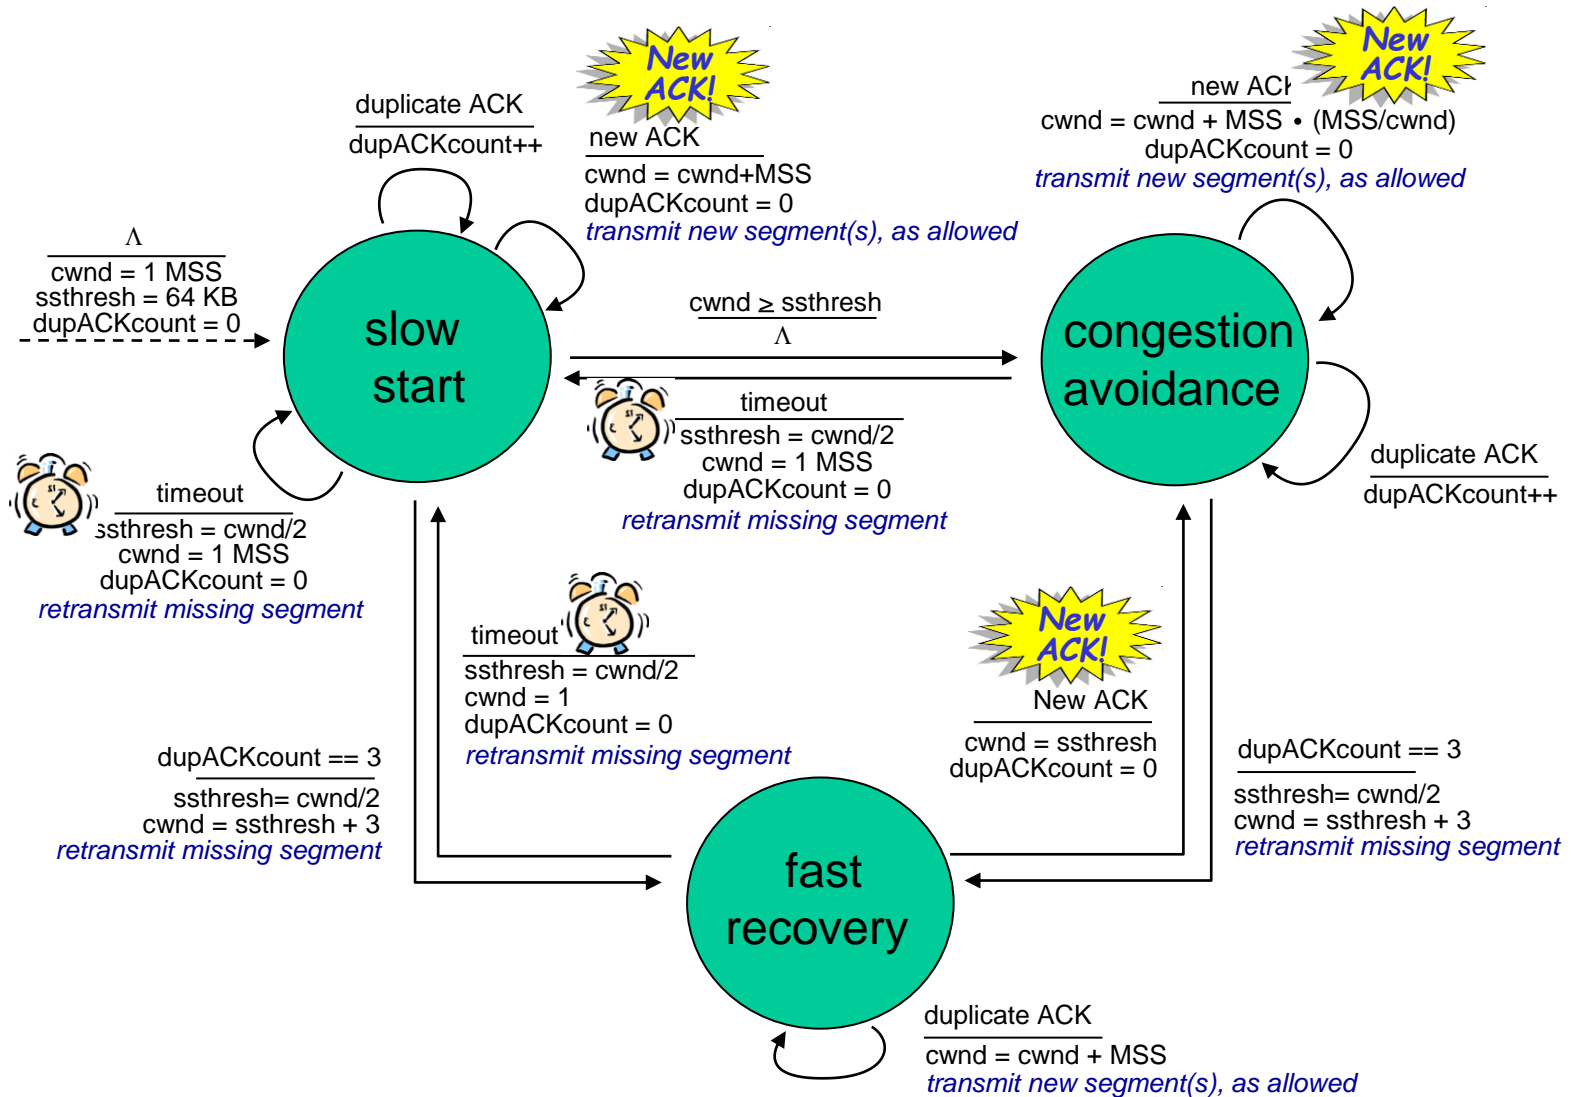 New
ACK!
duplicate ACK
dupACKcount++
new ACK
cwnd = cwnd+MSS
dupACKcount = 0
transmit new segment(s), as allowed
New
ACK!
new ACK
cwnd = cwnd + MSS • (MSS/cwnd)
dupACKcount = 0
transmit new segment(s), as allowed
Λ
cwnd = 1 MSS
ssthresh = 64 KB
dupACKcount = 0
slow
start
cwnd ≥ ssthresh
Λ
congestion
avoidance
timeout
ssthresh = cwnd/2
cwnd = 1 MSS
dupACKcount = 0
retransmit missing segment
timeout
ssthresh = cwnd/2
cwnd = 1 MSS
dupACKcount = 0
retransmit missing segment
duplicate ACK
dupACKcount++
timeout
ssthresh = cwnd/2
cwnd = 1
dupACKcount = 0
retransmit missing segment
New
ACK!
New ACK
cwnd = ssthresh
dupACKcount = 0
dupACKcount == 3
ssthresh= cwnd/2
cwnd = ssthresh + 3
retransmit missing segment
dupACKcount == 3
ssthresh= cwnd/2
cwnd = ssthresh + 3
retransmit missing segment
fast
recovery
duplicate ACK
cwnd = cwnd + MSS
transmit new segment(s), as allowed